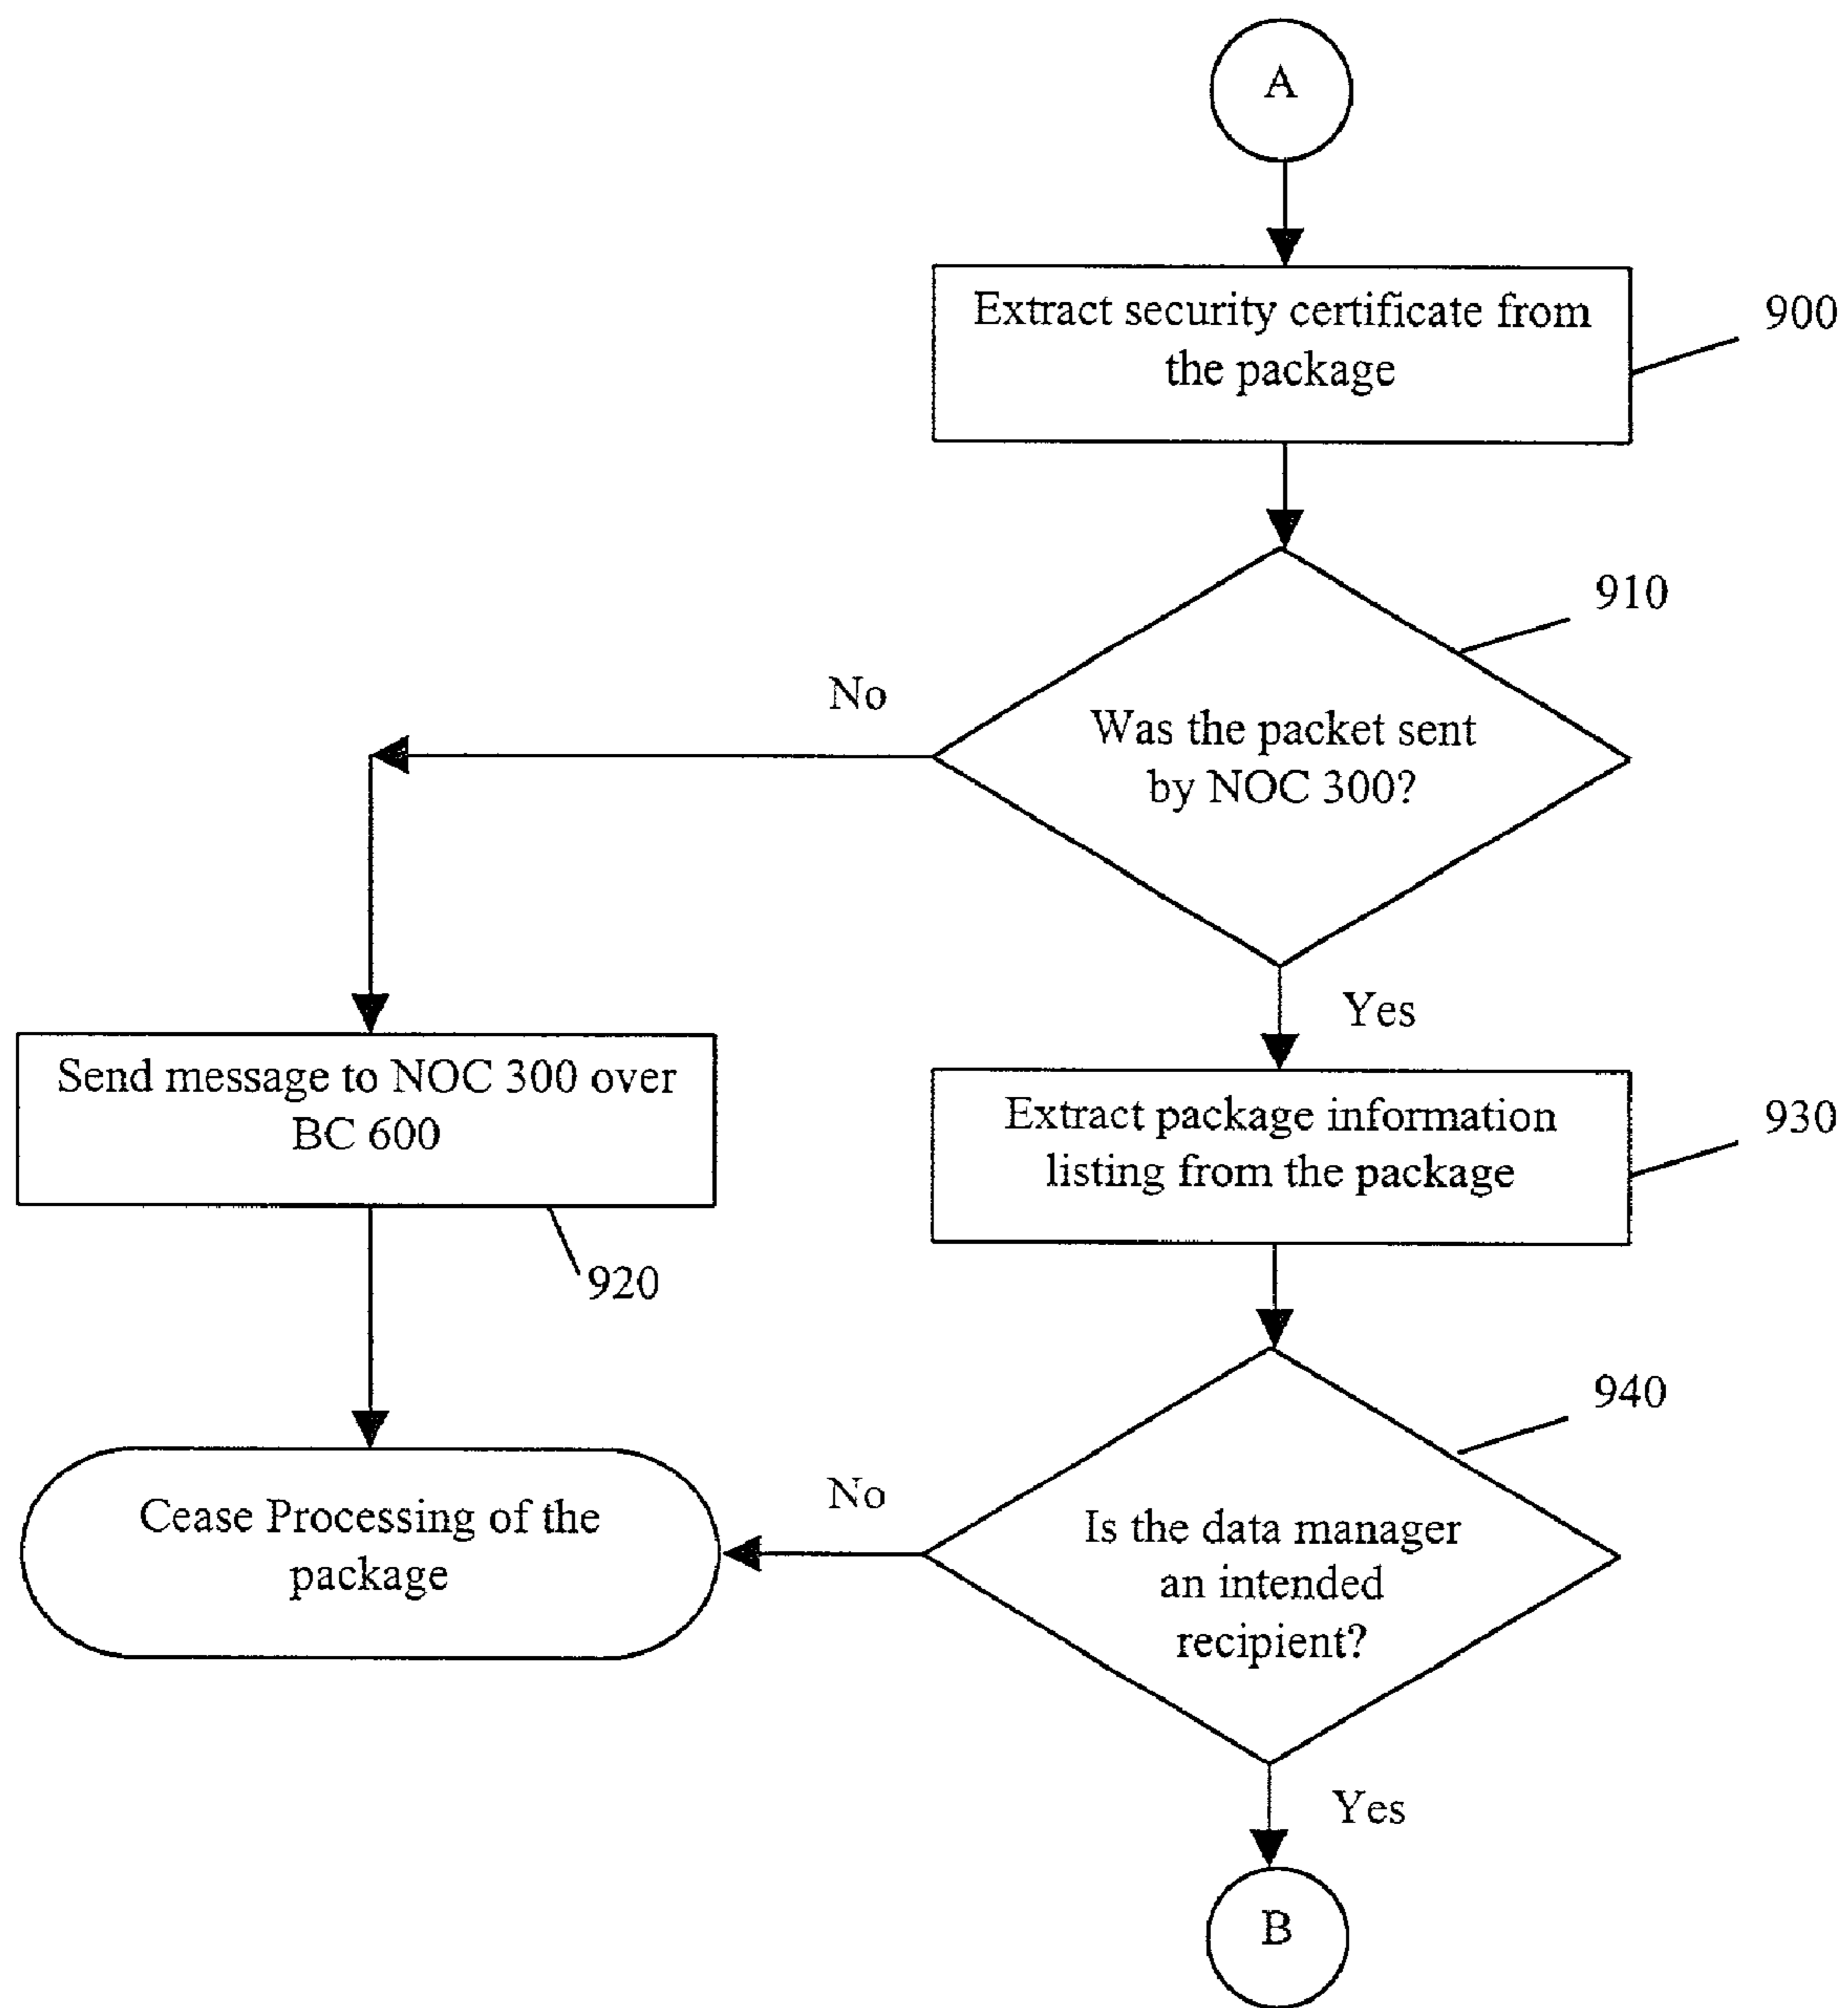 A
Extract security certificate from
the package
900
910
No
Was the packet sent
by NOC 300?
Yes
Send message to NOC 300 over
BC 600
920
Extract package information
listing from the package
930
940
No
Cease Processing of the
package
Is the data manager
an intended
recipient?
Yes
B